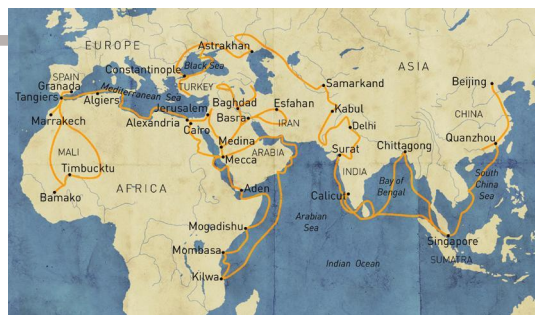 EUROPE
Astrakhan
ASIA
Constantinople
Black Sea
SPAIN
Granada
Tangiers
Algiers
Mediterranean Sea
TURKEY
Samarkand
Beijing
Baghdad
Esfahan
Kabul
Jerusalem
Basra
IRAN
Delhi
CHINA
Marrakech
Alexandria
Cairo
Quanzhou
Medina
Surat
Chittagong
MALI
Mecca
ARABIA
Timbuktu
INDIA
South
China
Sea
AFRICA
Aden
Calicut
Bay of
Bengal
Bamako
Arabian
Sea
Mogadishu
Singapore
Mombasa
SUMATRA
Indian Ocean
Kilwa